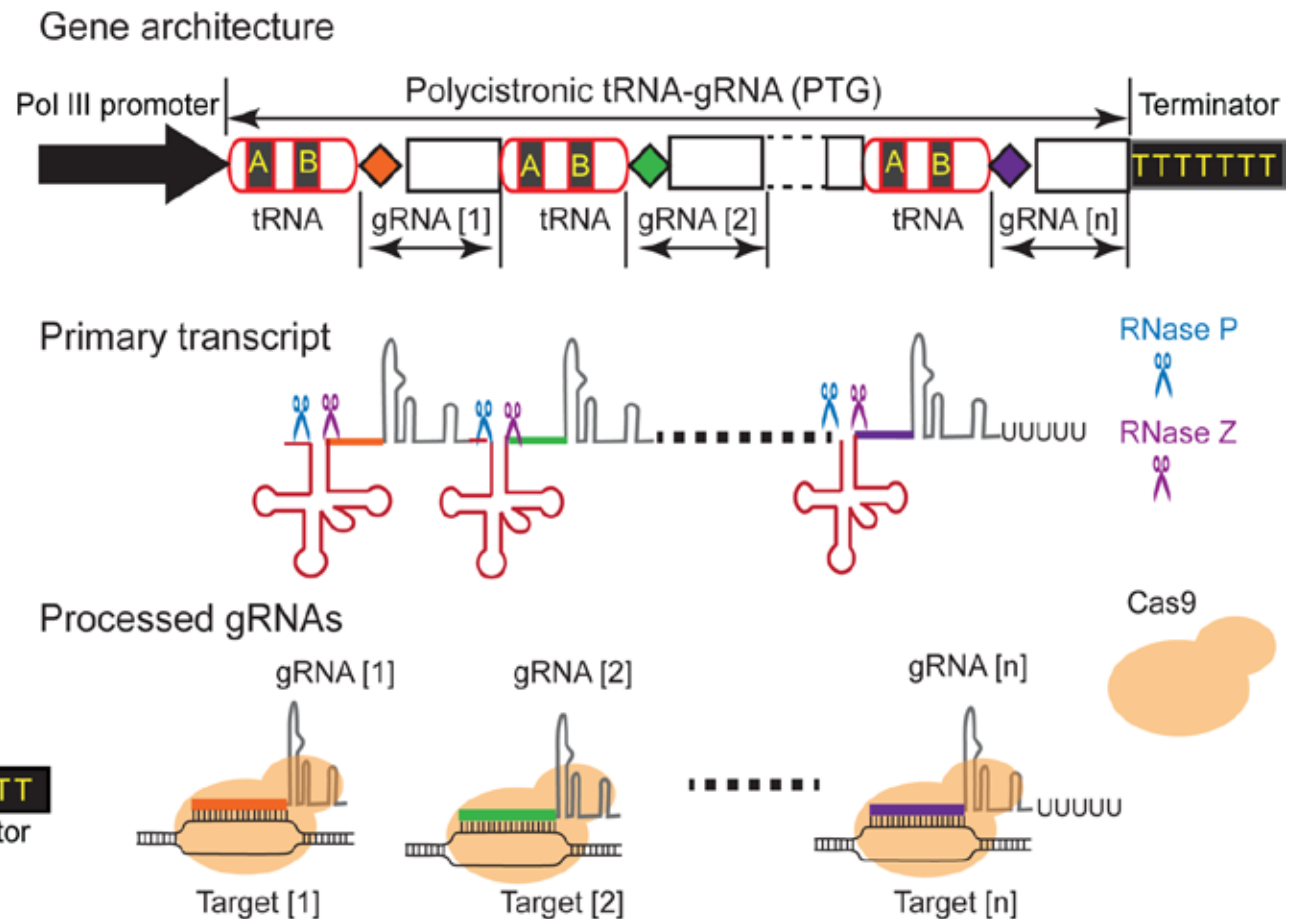 Gene architecture
Pol III promoter
Polycistronic tRNA-gRNA (PTG)
Terminator
A B A B A B TTTTTTT
tRNA gRNA [1] tRNA gRNA [2] tRNA gRNA [n]
Primary transcript
RNase P
RNase Z
UUUUU
Processed gRNAs
Cas9
gRNA [1] gRNA [2] gRNA [n]
TT
tor
UUUUU
Target [1] Target [2] Target [n]